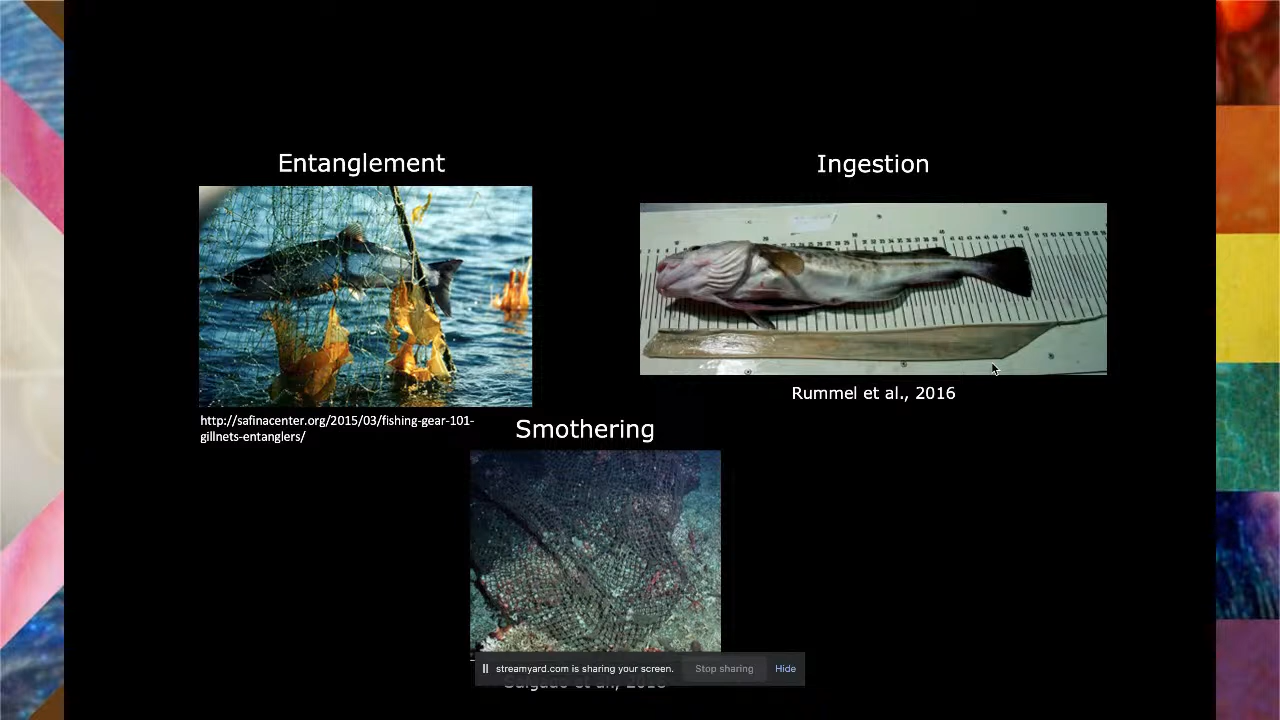 Entanglement
Ingestion
http://safinacenter.org/2015/03/fishing-gear-101-
gillnets-entanglers/
Rummel et al., 2016
Smothering
streamyard.com is sharing your screen. Stop sharing Hide